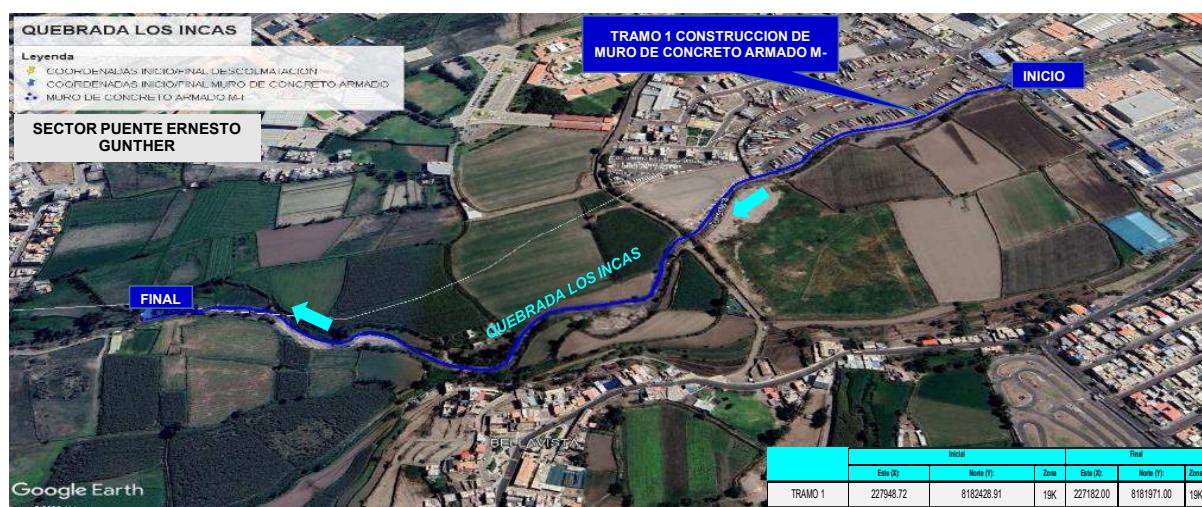 QUEBRADA LOS INCAS
Leyenda
COORDENADAS INICIO/FINAL DESCOLMATACION
COORDENADAS INICIO/FINAL MURO DE CONCRETO ARMADO
MURO DE CONCRETO ARMADO M-I
SECTOR PUENTE ERNESTO
GUNTHER
TRAMO 1 CONSTRUCCION DE
MURO DE CONCRETO ARMADO M-
INICIO
FINAL
QUEBRADA LOS INCAS
BELLAVISTA
Google Earth
Inicial Final
Este (X): Norte (Y): Zona Este (X): Norte (Y): Zona
TRAMO 1 227948.72 8182428.91 19K 227182.00 8181971.00 19K